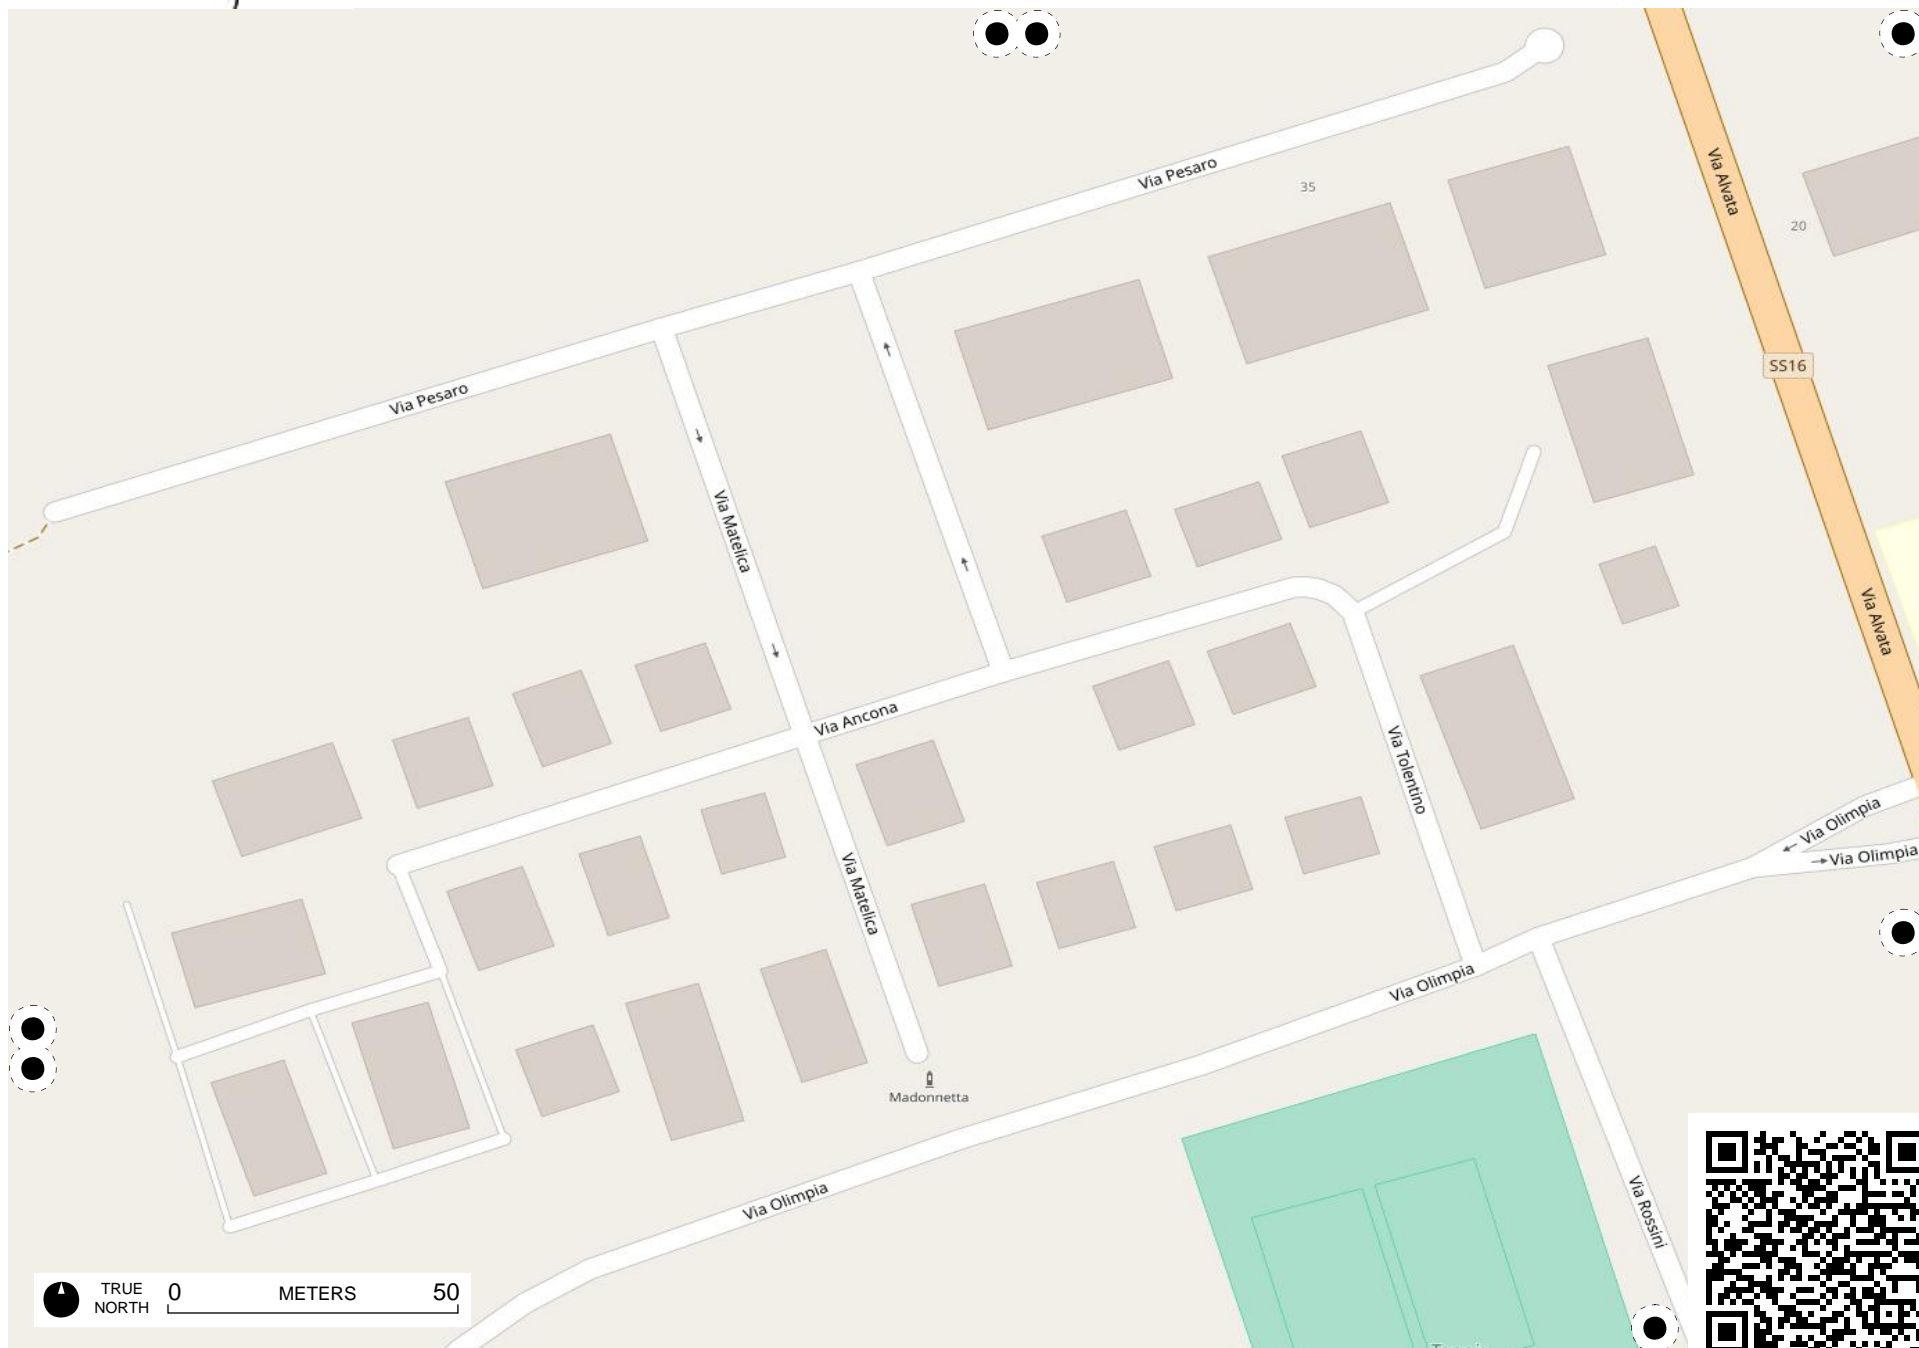 Via Pesaro
35
Via Alvata
20
SS16
Via Pesaro
Via Matelica
Via Alvata
Via Ancona
Via Tolentino
Via Olimpia
Via Olimpia
Via Matelica
Via Olimpia
Madonnetta
Via Olimpia
Via Rossini
TRUE
NORTH
0
METERS
50